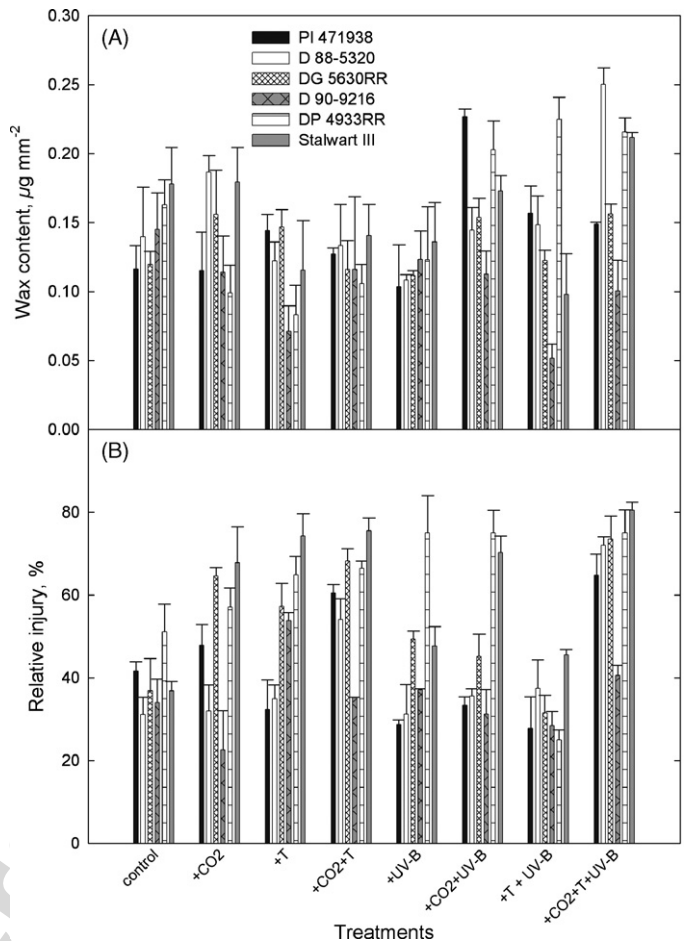 (A)
PI 471938
D 88-5320
DG 5630RR
D 90-9216
DP 4933RR
Stalwart III
Wax content, µg mm⁻²
0.30
0.25
0.20
0.15
0.10
0.05
0.00
(B)
Relative injury, %
80
60
40
20
0
control
+CO2
+T
+CO2+T
+UV-B
+CO2+UV-B
+T + UV-B
+CO2+T+UV-B
Treatments